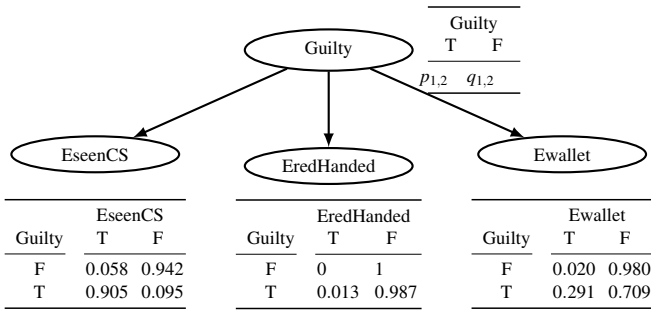 Guilty
Guilty
T F
p1,2 q1,2
EseenCS
EredHanded
Ewallet
EseenCS
Guilty T F
F 0.058 0.942
T 0.905 0.095
EredHanded
Guilty T F
F 0 1
T 0.013 0.987
Ewallet
Guilty T F
F 0.020 0.980
T 0.291 0.709